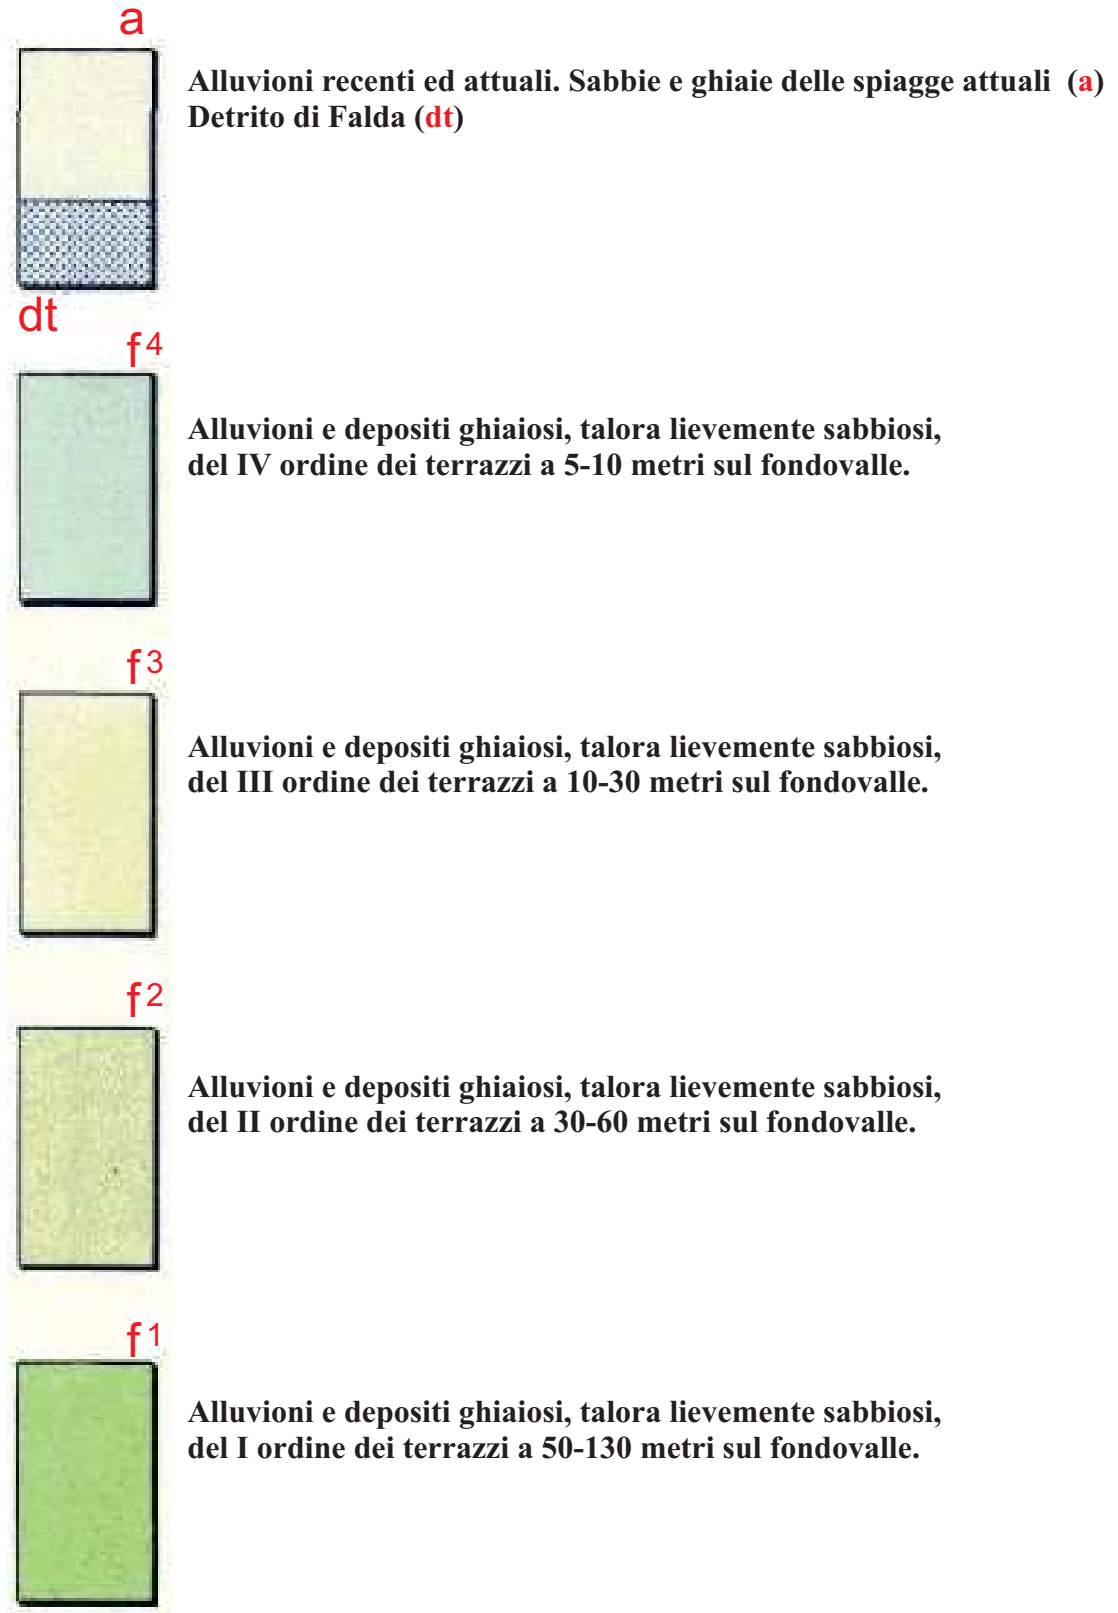 a
Alluvioni recenti ed attuali. Sabbie e ghiaie delle spiagge attuali (a)
Detrito di Falda (dt)
dt
f4
Alluvioni e depositi ghiaiosi, talora lievemente sabbiosi,
del IV ordine dei terrazzi a 5-10 metri sul fondovalle.
f3
Alluvioni e depositi ghiaiosi, talora lievemente sabbiosi,
del III ordine dei terrazzi a 10-30 metri sul fondovalle.
f2
Alluvioni e depositi ghiaiosi, talora lievemente sabbiosi,
del II ordine dei terrazzi a 30-60 metri sul fondovalle.
f1
Alluvioni e depositi ghiaiosi, talora lievemente sabbiosi,
del I ordine dei terrazzi a 50-130 metri sul fondovalle.